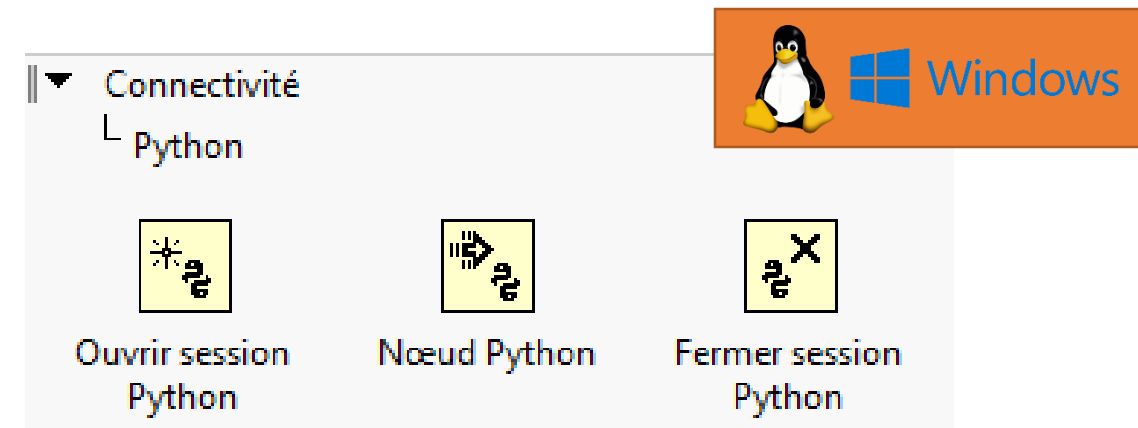 Connectivité
Python
Windows
Ouvrir session
Python
Nœud Python
Fermer session
Python